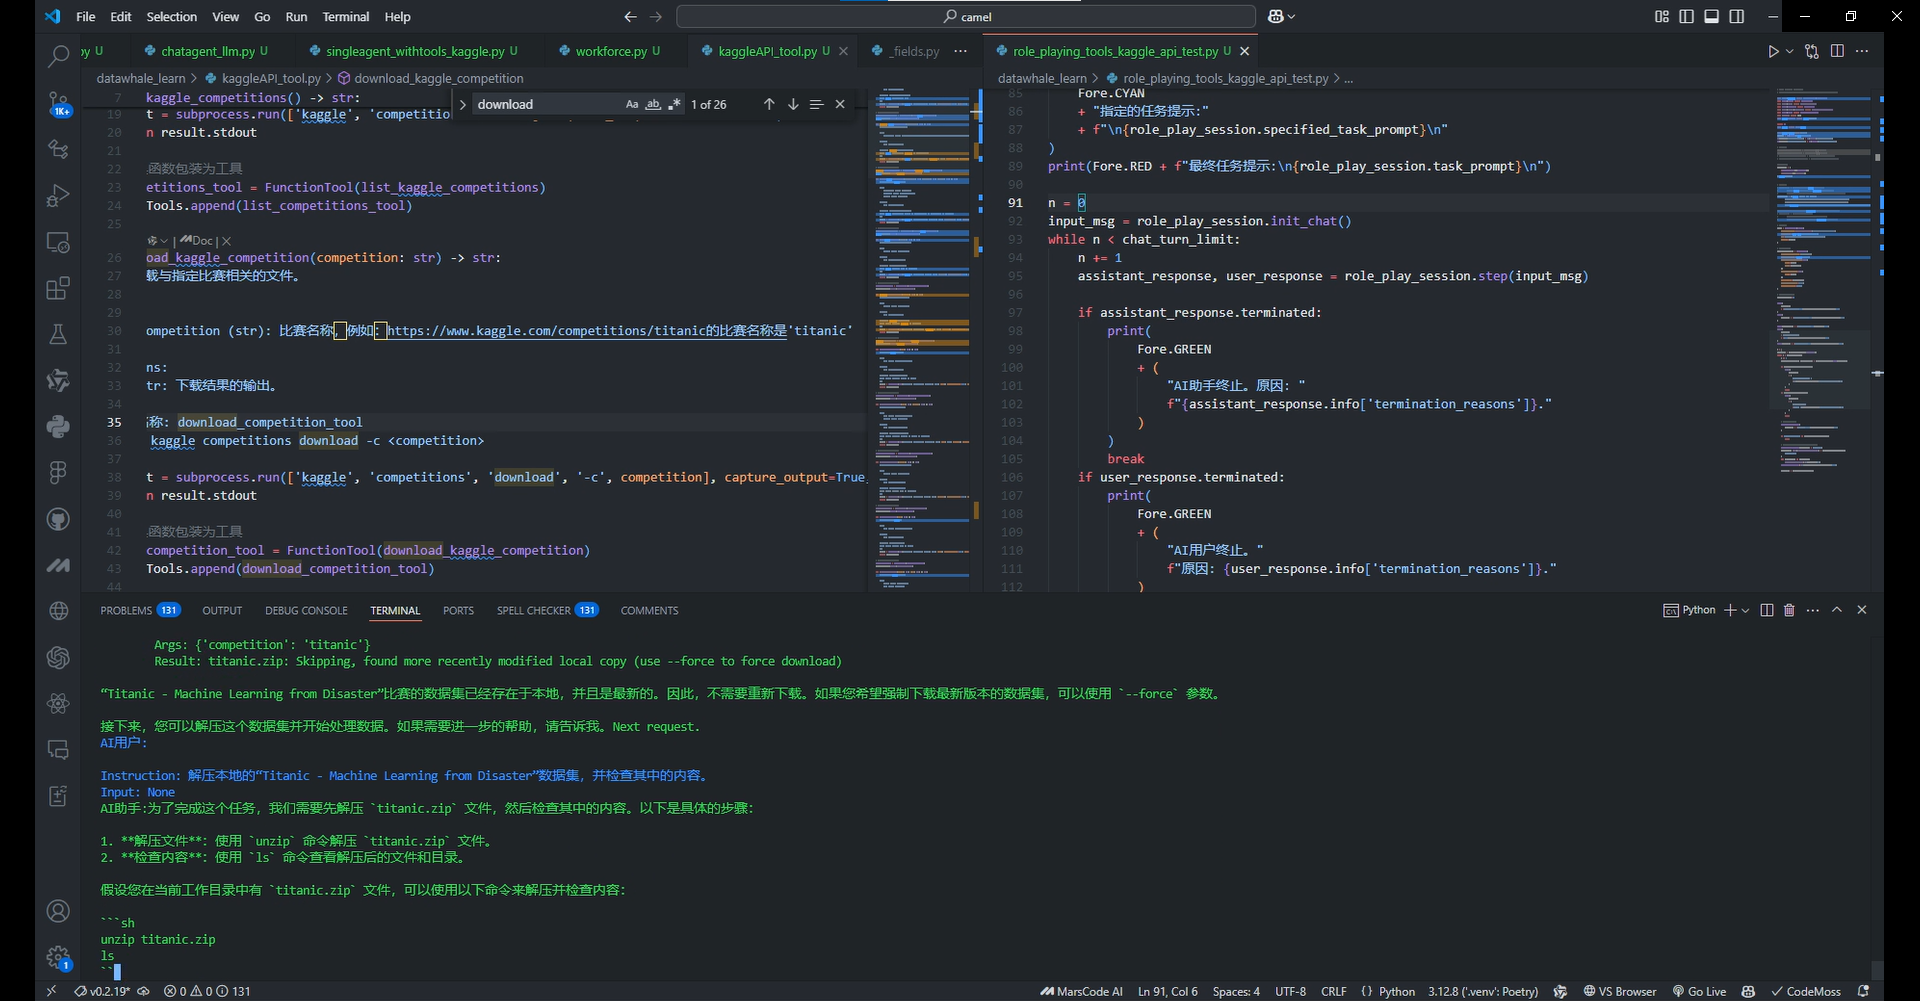 File Edit Selection View Go Run Terminal Help
camel
py U
chatagent_llm.py U
singleagent_withtools_kaggle.py U
workforce.py U
kaggleAPI_tool.py U
_fields.py
role_playing_tools_kaggle_api_test.py U
datawhale_learn > kaggleAPI_tool.py > download_kaggle_competition
download
Aa ab .*
1 of 26
7 kaggle_competitions() -> str:
19 t = subprocess.run(['kaggle', 'competitio
20 n result.stdout
21
22 函数包装为工具
23 etitions_tool = FunctionTool(list_kaggle_competitions)
24 Tools.append(list_competitions_tool)
25
Doc | X
26 oad_kaggle_competition(competition: str) -> str:
27 载与指定比赛相关的文件。
28
29
30 ompetition (str): 比赛名称，例如：https://www.kaggle.com/competitions/titanic的比赛名称是'titanic'
31
32 ns:
33 tr: 下载结果的输出。
34
35 称: download_competition_tool
36 kaggle competitions download -c <competition>
37
38 t = subprocess.run(['kaggle', 'competitions', 'download', '-c', competition], capture_output=True,
39 n result.stdout
40
41 函数包装为工具
42 competition_tool = FunctionTool(download_kaggle_competition)
43 Tools.append(download_competition_tool)
44
datawhale_learn > role_playing_tools_kaggle_api_test.py > ...
85 Fore.CYAN
86 + "指定的任务提示:"
87 + f"\n{role_play_session.specified_task_prompt}\n"
88 )
89 print(Fore.RED + f"最终任务提示:\n{role_play_session.task_prompt}\n")
90
91 n = 0
92 input_msg = role_play_session.init_chat()
93 while n < chat_turn_limit:
94 n += 1
95 assistant_response, user_response = role_play_session.step(input_msg)
96
97 if assistant_response.terminated:
98 print(
99 Fore.GREEN
100 + (
101 "AI助手终止。原因: "
102 f"{assistant_response.info['termination_reasons']}."
103 )
104 )
105 break
106 if user_response.terminated:
107 print(
108 Fore.GREEN
109 + (
110 "AI用户终止。"
111 f"原因: {user_response.info['termination_reasons']}."
112 )
PROBLEMS 131 OUTPUT DEBUG CONSOLE TERMINAL PORTS SPELL CHECKER 131 COMMENTS
Python
Args: {'competition': 'titanic'}
Result: titanic.zip: Skipping, found more recently modified local copy (use --force to force download)
“Titanic - Machine Learning from Disaster”比赛的数据集已经存在于本地，并且是最新的。因此，不需要重新下载。如果您希望强制下载最新版本的数据集，可以使用 `--force` 参数。
接下来，您可以解压这个数据集并开始处理数据。如果需要进一步的帮助，请告诉我。Next request.
AI用户:
Instruction: 解压本地的“Titanic - Machine Learning from Disaster”数据集，并检查其中的内容。
Input: None
AI助手:为了完成这个任务，我们需要先解压 `titanic.zip` 文件，然后检查其中的内容。以下是具体的步骤：
1. **解压文件**: 使用 `unzip` 命令解压 `titanic.zip` 文件。
2. **检查内容**: 使用 `ls` 命令查看解压后的文件和目录。
假设您在当前工作目录中有 `titanic.zip` 文件，可以使用以下命令来解压并检查内容：
```sh
unzip titanic.zip
ls
``
1K+
1
v0.2.19* 0 0 131
MarsCode AI Ln 91, Col 6 Spaces: 4 UTF-8 CRLF {} Python 3.12.8 ('.venv': Poetry) VS Browser Go Live CodeMoss